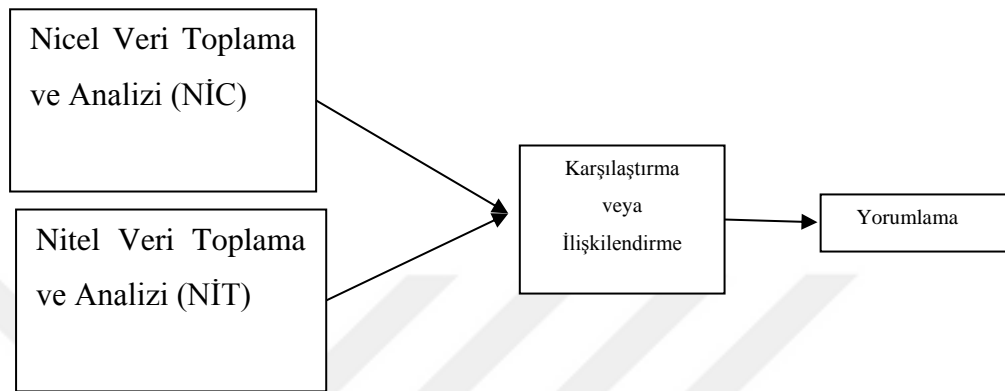 Nicel Veri Toplama
ve Analizi (NİC)
Nitel Veri Toplama
ve Analizi (NİT)
Karşılaştırma
veya
İlişkilendirme
Yorumlama